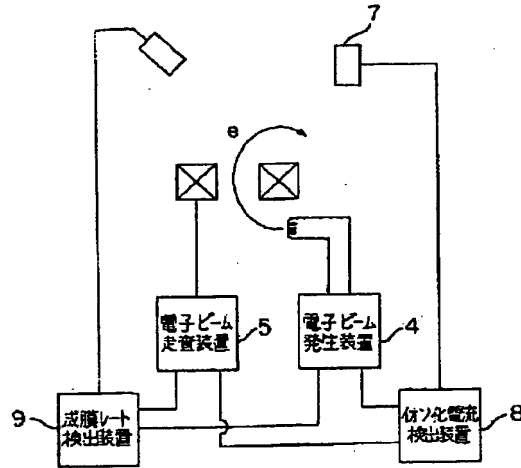 7
e
電子ビーム
走査装置
5
電子ビーム
発生装置
4
9
成膜レート
検出装置
イオン化電流
検出装置
8